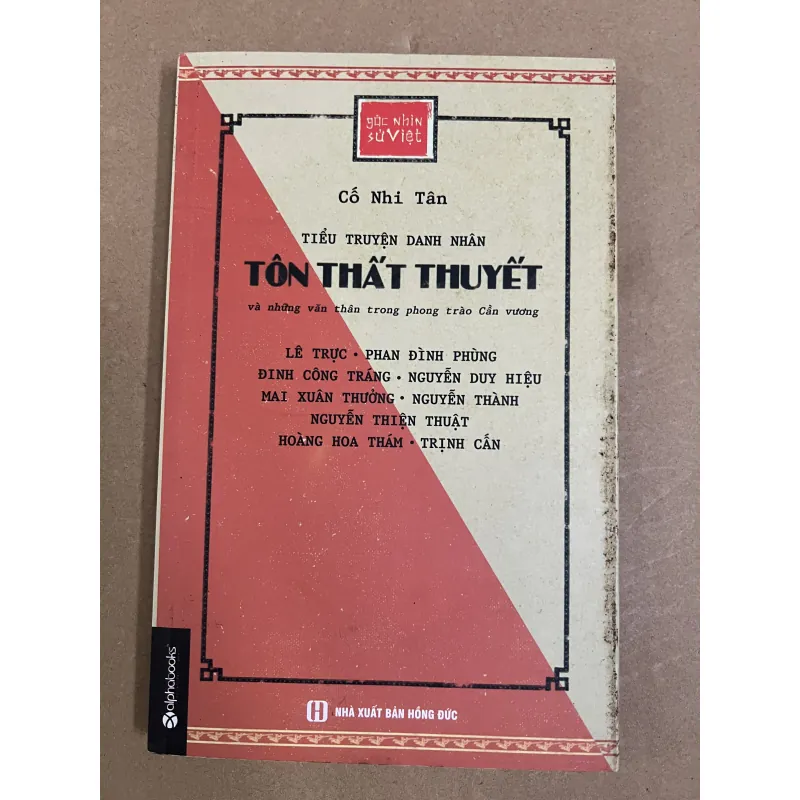 góc nhìn
sử Việt
Cố Nhi Tân
TIỂU TRUYỆN DANH NHÂN
TÔN THẤT THUYẾT
và những văn thân trong phong trào Cần vương
LÊ TRỰC • PHAN ĐÌNH PHÙNG
ĐINH CÔNG TRÁNG • NGUYỄN DUY HIỆU
MAI XUÂN THƯỞNG • NGUYỄN THÀNH
NGUYỄN THIỆN THUẬT
HOÀNG HOA THÁM • TRỊNH CẤN
alphabooks
NHÀ XUẤT BẢN HỒNG ĐỨC